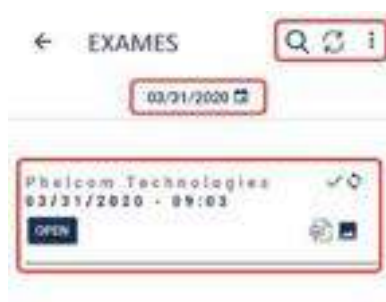 EXAMES
03/31/2020
Phelcom Technologies
03/31/2020 - 09:03
OPEN